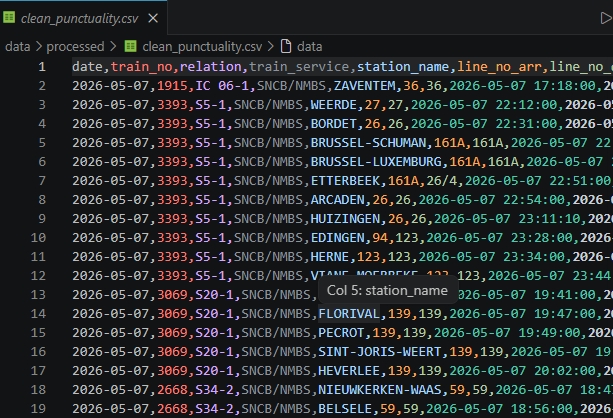 clean_punctuality.csv
data > processed > clean_punctuality.csv > data
1 date,train_no,relation,train_service,station_name,line_no_arr,line_no_
2 2026-05-07,1915,IC 06-1,SNCB/NMBS,ZAVENTEM,36,36,2026-05-07 17:18:00,
3 2026-05-07,3393,S5-1,SNCB/NMBS,WEERDE,27,27,2026-05-07 22:12:00,2026-0
4 2026-05-07,3393,S5-1,SNCB/NMBS,BORDET,26,26,2026-05-07 22:31:00,2026-0
5 2026-05-07,3393,S5-1,SNCB/NMBS,BRUSSEL-SCHUMAN,161A,161A,2026-05-07 22
6 2026-05-07,3393,S5-1,SNCB/NMBS,BRUSSEL-LUXEMBURG,161A,161A,2026-05-07
7 2026-05-07,3393,S5-1,SNCB/NMBS,ETTERBEEK,161A,26/4,2026-05-07 22:51:00
8 2026-05-07,3393,S5-1,SNCB/NMBS,ARCADEN,26,26,2026-05-07 22:54:00,2026-
9 2026-05-07,3393,S5-1,SNCB/NMBS,HUIZINGEN,26,26,2026-05-07 23:11:10,
10 2026-05-07,3393,S5-1,SNCB/NMBS,EDINGEN,94,123,2026-05-07 23:28:00,
11 2026-05-07,3393,S5-1,SNCB/NMBS,HERNE,123,123,2026-05-07 23:34:00,
12 2026-05-07,3393,S5-1,SNCB/NMBS,123,2026-05-07 23:44
Col 5: station_name
13 2026-05-07,3069,S20-1,SNCB/NMBS,2026-05-07 19:41:00,
14 2026-05-07,3069,S20-1,SNCB/NMBS,FLORIVAL,139,139,2026-05-07 19:47:00,
15 2026-05-07,3069,S20-1,SNCB/NMBS,PECROT,139,139,2026-05-07 19:49:00,
16 2026-05-07,3069,S20-1,SNCB/NMBS,SINT-JORIS-WEERT,139,139,2026-05-07 19
17 2026-05-07,3069,S20-1,SNCB/NMBS,HEVERLEE,139,139,2026-05-07 20:02:00,
18 2026-05-07,2668,S34-2,SNCB/NMBS,NIEUWKERKEN-WAAS,59,59,2026-05-07 18:4
19 2026-05-07,2668,S34-2,SNCB/NMBS,BELSELE,59,59,2026-05-07 18:56:00,2026